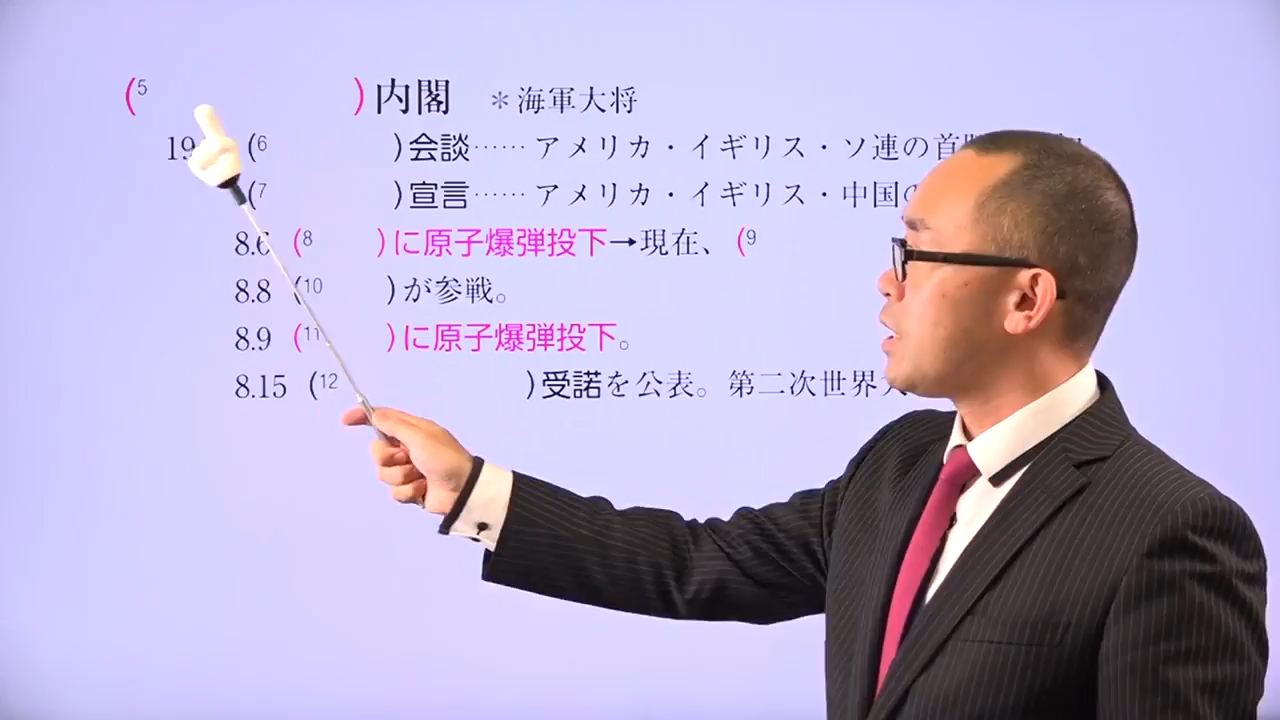 (5 )内閣 *海軍大将
19 (6 )会談……アメリカ・イギリス・ソ連の首
(7 )宣言……アメリカ・イギリス・中国の
8.6 (8 )に原子爆弾投下→現在、(9
8.8 (10 )が参戦。
8.9 (11 )に原子爆弾投下。
8.15 (12 )受諾を公表。第二次世界大